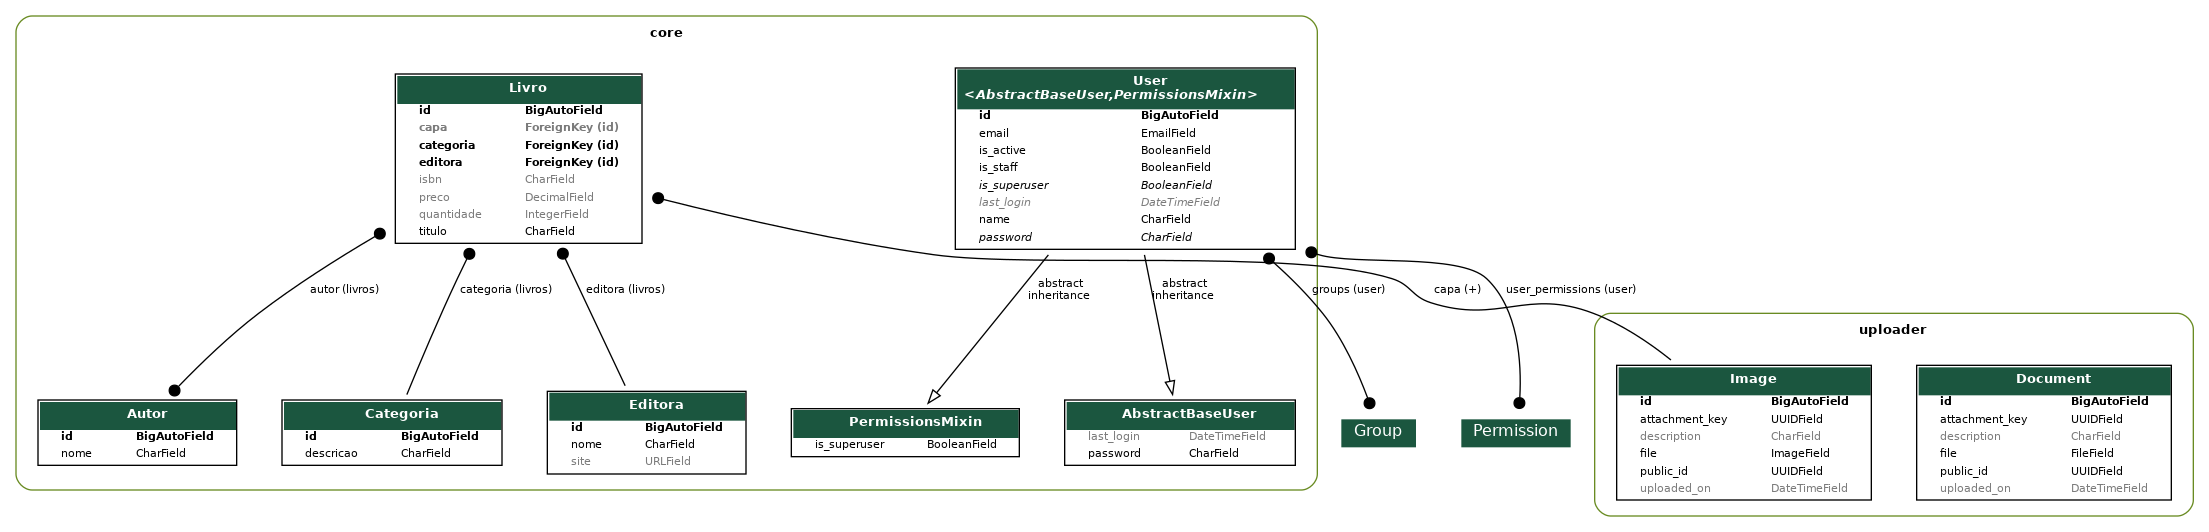 core
Livro
id BigAutoField
capa ForeignKey (id)
categoria ForeignKey (id)
editora ForeignKey (id)
isbn CharField
preco DecimalField
quantidade IntegerField
titulo CharField
User
<AbstractBaseUser,PermissionsMixin>
id BigAutoField
email EmailField
is_active BooleanField
is_staff BooleanField
is_superuser BooleanField
last_login DateTimeField
name CharField
password CharField
autor (livros)
categoria (livros)
editora (livros)
abstract
inheritance
abstract
inheritance
groups (user)
capa (+)
user_permissions (user)
Autor
id BigAutoField
nome CharField
Categoria
id BigAutoField
descricao CharField
Editora
id BigAutoField
nome CharField
site URLField
PermissionsMixin
is_superuser BooleanField
AbstractBaseUser
last_login DateTimeField
password CharField
Group
Permission
uploader
Image
id BigAutoField
attachment_key UUIDField
description CharField
file ImageField
public_id UUIDField
uploaded_on DateTimeField
Document
id BigAutoField
attachment_key UUIDField
description CharField
file FileField
public_id UUIDField
uploaded_on DateTimeField